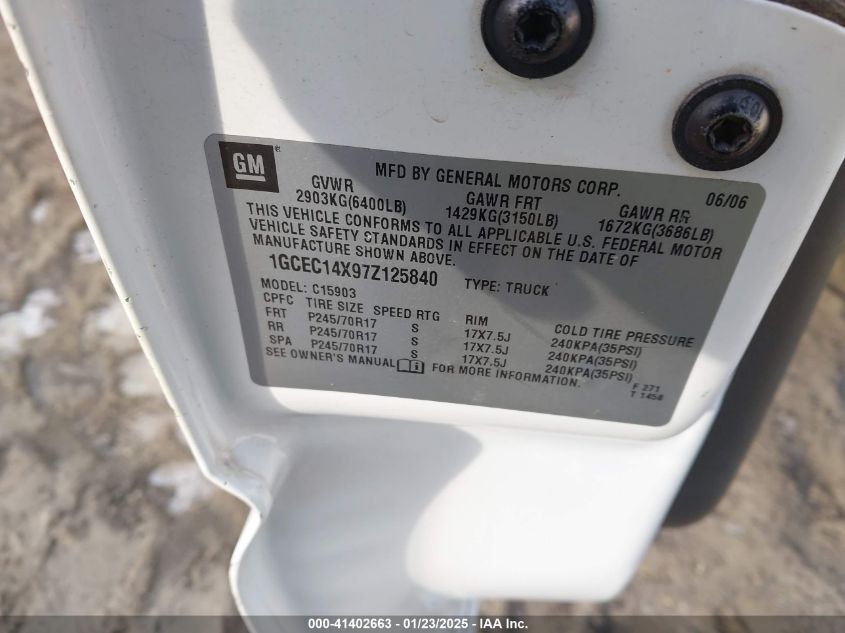 GM ®
MFD BY GENERAL MOTORS CORP. 06/06
GVWR GAWR FRT GAWR RR
2903KG(6400LB) 1429KG(3150LB) 1672KG(3686LB)
THIS VEHICLE CONFORMS TO ALL APPLICABLE U.S. FEDERAL MOTOR
VEHICLE SAFETY STANDARDS IN EFFECT ON THE DATE OF
MANUFACTURE SHOWN ABOVE.
1GCEC14X97Z125840 TYPE: TRUCK
MODEL: C15903
CPFC TIRE SIZE SPEED RTG RIM COLD TIRE PRESSURE
FRT P245/70R17 S 17X7.5J 240KPA(35PSI)
RR P245/70R17 S 17X7.5J 240KPA(35PSI)
SPA P245/70R17 S 17X7.5J 240KPA(35PSI)
SEE OWNER'S MANUAL FOR MORE INFORMATION.
F 271
T 1458
000-41402663 - 01/23/2025 - IAA Inc.